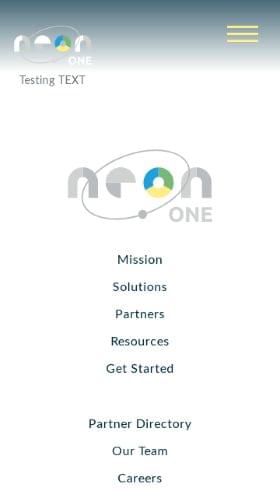 neon
ONE
Testing TEXT
neon
ONE
Mission
Solutions
Partners
Resources
Get Started
Partner Directory
Our Team
Careers